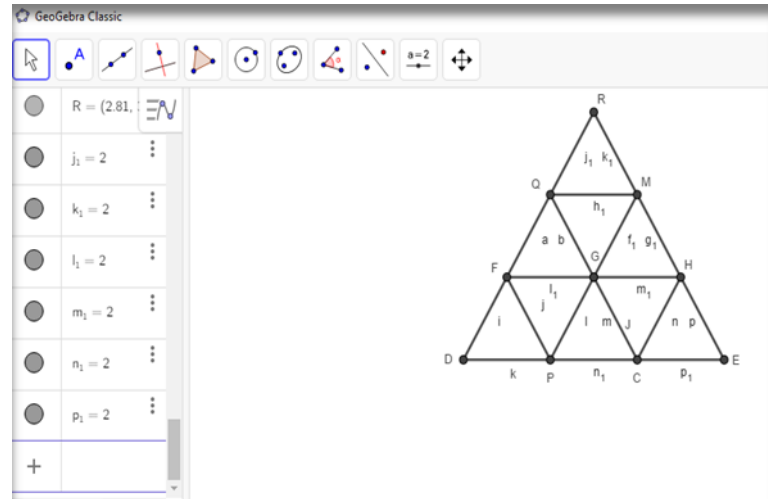 GeoGebra Classic
A
a=2
R = (2.81,
j₁ = 2
k₁ = 2
l₁ = 2
m₁ = 2
n₁ = 2
p₁ = 2
+
R
j₁ k₁
Q M
h₁
a b f₁ g₁
G
F H
l₁ m₁
j
i l m J n p
D E
k P n₁ C p₁